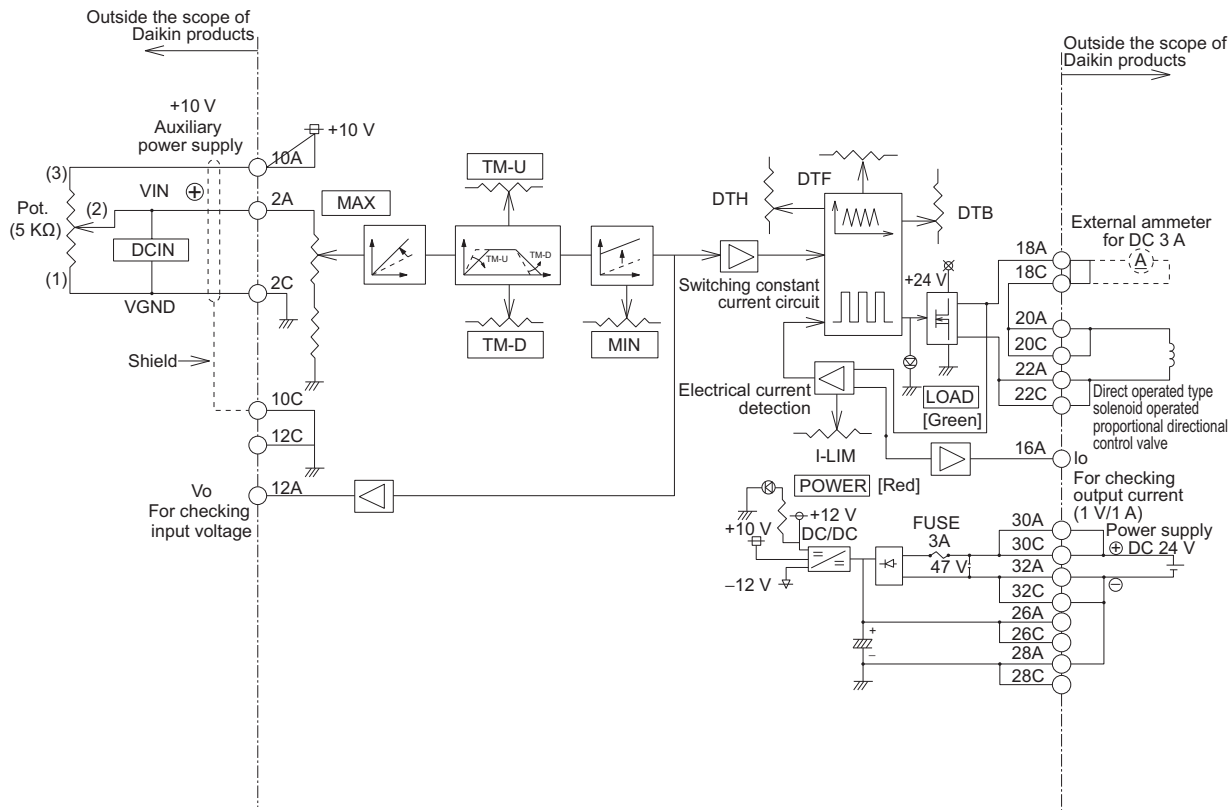 Outside the scope of
Daikin products
Outside the scope of
Daikin products
+10 V
Auxiliary
power supply
+10 V
10A
(3)
VIN
⊕
2A
Pot.
(5 KΩ)
(2)
DCIN
(1)
VGND
2C
Shield
10C
12C
12A
Vo
For checking
input voltage
MAX
TM-U
TM-U
TM-D
TM-D
MIN
DTH
DTF
DTB
Switching constant
current circuit
+24 V
Electrical current
detection
LOAD
[Green]
I-LIM
External ammeter
for DC 3 A
A
18A
18C
20A
20C
22A
22C
Direct operated type
solenoid operated
proportional directional
control valve
16A
Io
For checking
output current
(1 V/1 A)
POWER
[Red]
+12 V
+10 V
DC/DC
−12 V
FUSE
3A
47 V
30A
30C
32A
32C
26A
26C
28A
28C
Power supply
⊕ DC 24 V
⊖
+
−